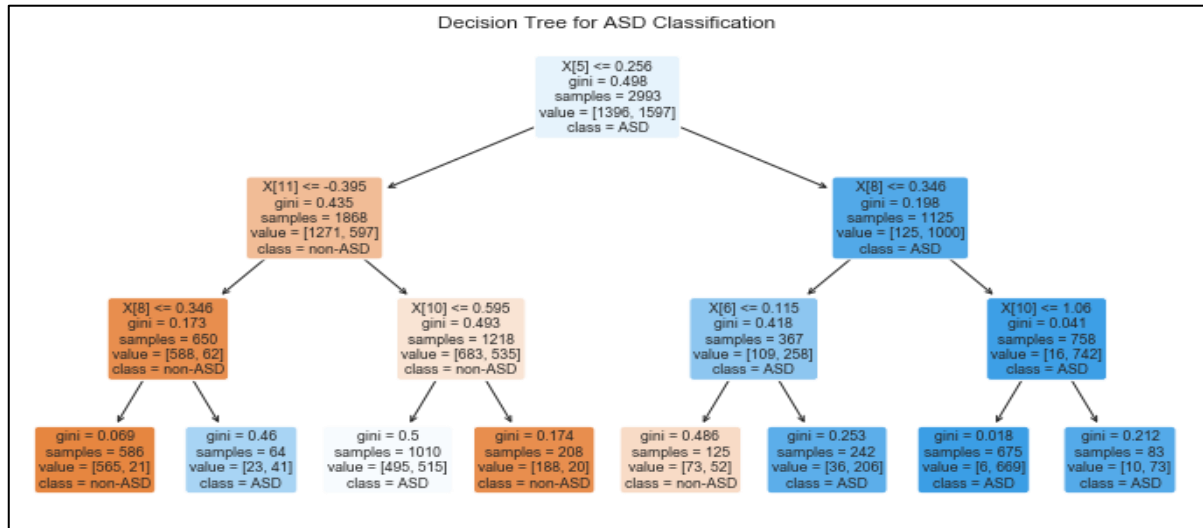 Decision Tree for ASD Classification
X[5] <= 0.256
gini = 0.498
samples = 2993
value = [1396, 1597]
class = ASD
X[11] <= -0.395
gini = 0.435
samples = 1868
value = [1271, 597]
class = non-ASD
X[8] <= 0.346
gini = 0.198
samples = 1125
value = [125, 1000]
class = ASD
X[8] <= 0.346
gini = 0.173
samples = 650
value = [588, 62]
class = non-ASD
X[10] <= 0.595
gini = 0.493
samples = 1218
value = [683, 535]
class = non-ASD
X[6] <= 0.115
gini = 0.418
samples = 367
value = [109, 258]
class = ASD
X[10] <= 1.06
gini = 0.041
samples = 758
value = [16, 742]
class = ASD
gini = 0.069
samples = 586
value = [565, 21]
class = non-ASD
gini = 0.46
samples = 64
value = [23, 41]
class = ASD
gini = 0.5
samples = 1010
value = [495, 515]
class = ASD
gini = 0.174
samples = 208
value = [188, 20]
class = non-ASD
gini = 0.486
samples = 125
value = [73, 52]
class = non-ASD
gini = 0.253
samples = 242
value = [36, 206]
class = ASD
gini = 0.018
samples = 675
value = [6, 669]
class = ASD
gini = 0.212
samples = 83
value = [10, 73]
class = ASD